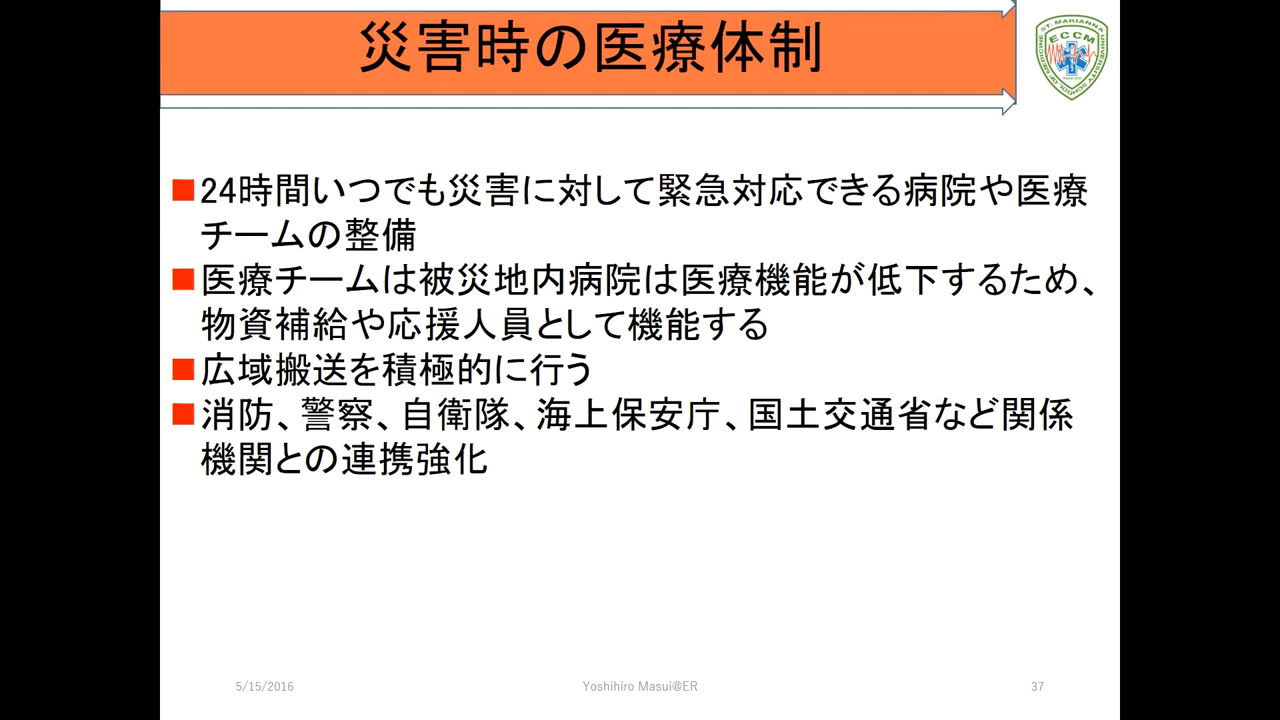 災害時の医療体制
ECCM
24時間いつでも災害に対して緊急対応できる病院や医療
チームの整備
医療チームは被災地内病院は医療機能が低下するため、
物資補給や応援人員として機能する
広域搬送を積極的に行う
消防、警察、自衛隊、海上保安庁、国土交通省など関係
機関との連携強化
5/15/2016
Yoshihiro Masui@ER
37